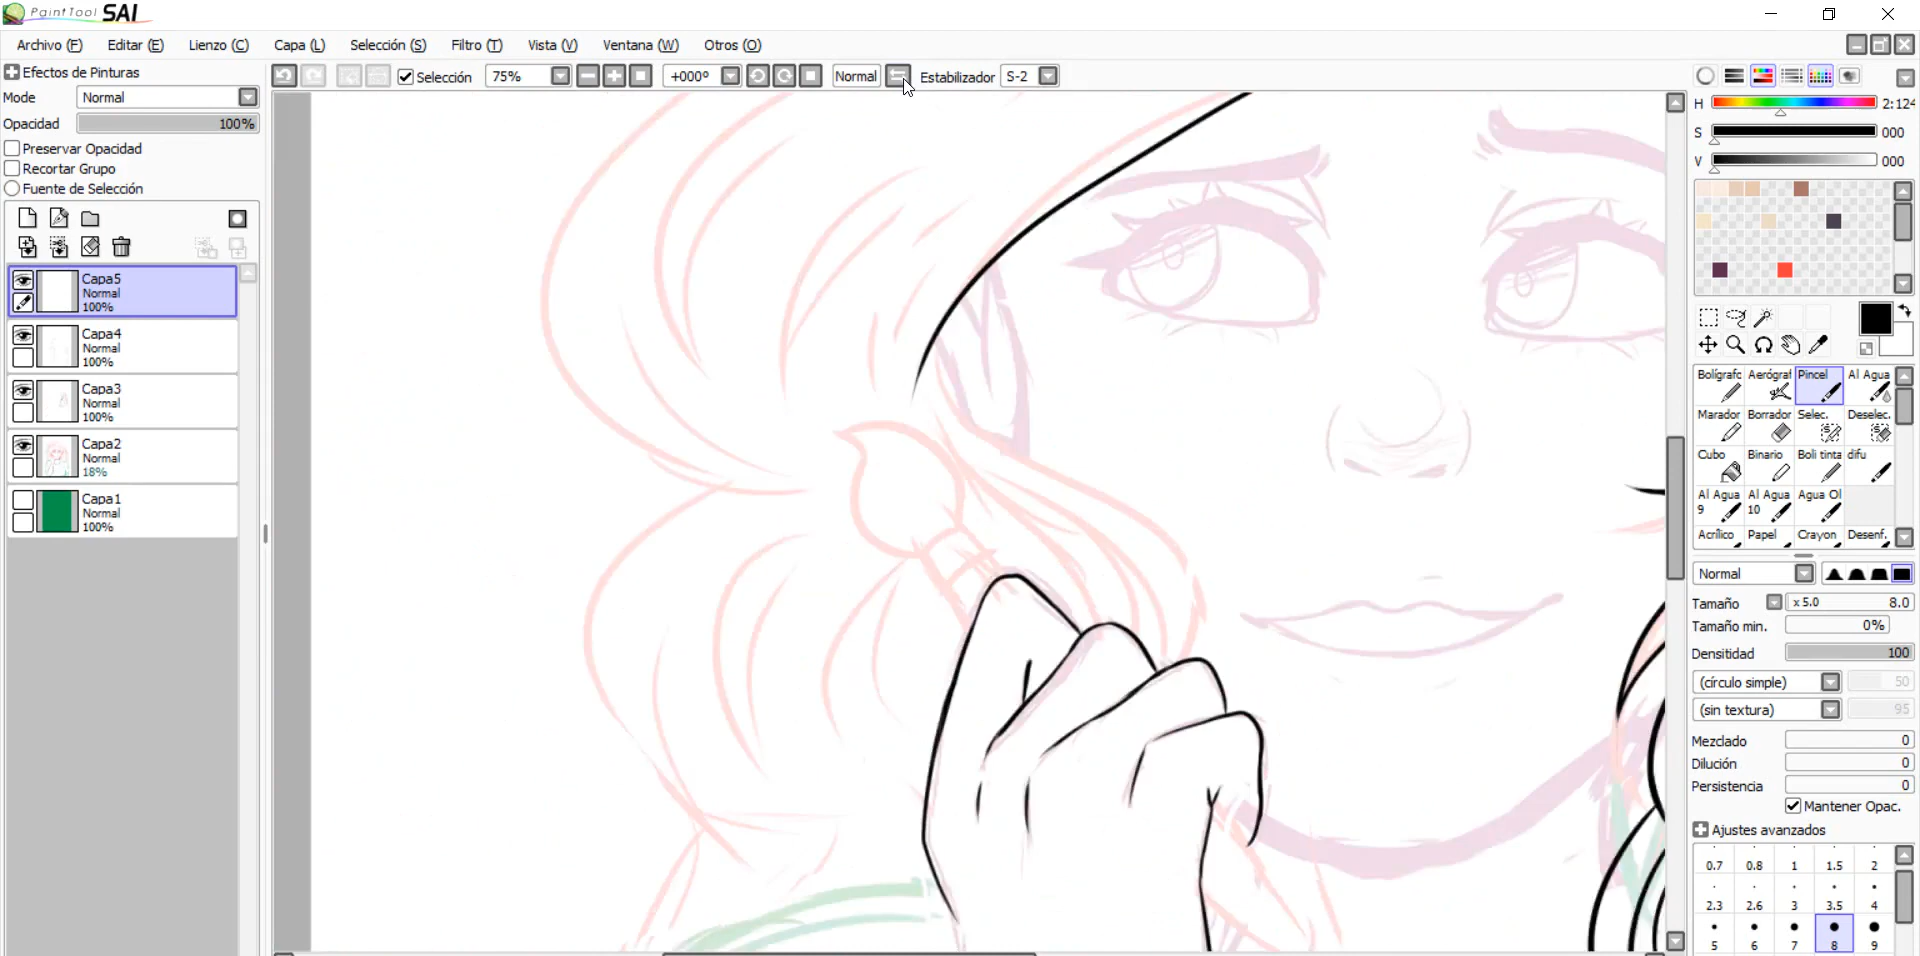 PaintTool SAI
Archivo (F) Editar (E) Lienzo (C) Capa (L) Selección (S) Filtro (T) Vista (V) Ventana (W) Otros (O)
Efectos de Pinturas
Mode Normal
Opacidad 100%
Preservar Opacidad
Recortar Grupo
Fuente de Selección
Capa5
Normal
100%
Capa4
Normal
100%
Capa3
Normal
100%
Capa2
Normal
18%
Capa1
Normal
100%
Selección 75% +000º Normal Estabilizador S-2
H 2:124
S 000
V 000
Bolígrafc Aerógraf Pincel Al Agua
Marador Borrador Selec. Deselec.
Cubo Binario Boli tinta difu
Al Agua Al Agua Agua Ol
9 10
Acrílico Papel Crayon Desenf.
Normal
Tamaño x 5.0 8.0
Tamaño min. 0%
Densitidad 100
(círculo simple) 50
(sin textura) 95
Mezclado 0
Dilución 0
Persistencia 0
Mantener Opac.
Ajustes avanzados
0.7 0.8 1 1.5 2
2.3 2.6 3 3.5 4
5 6 7 8 9